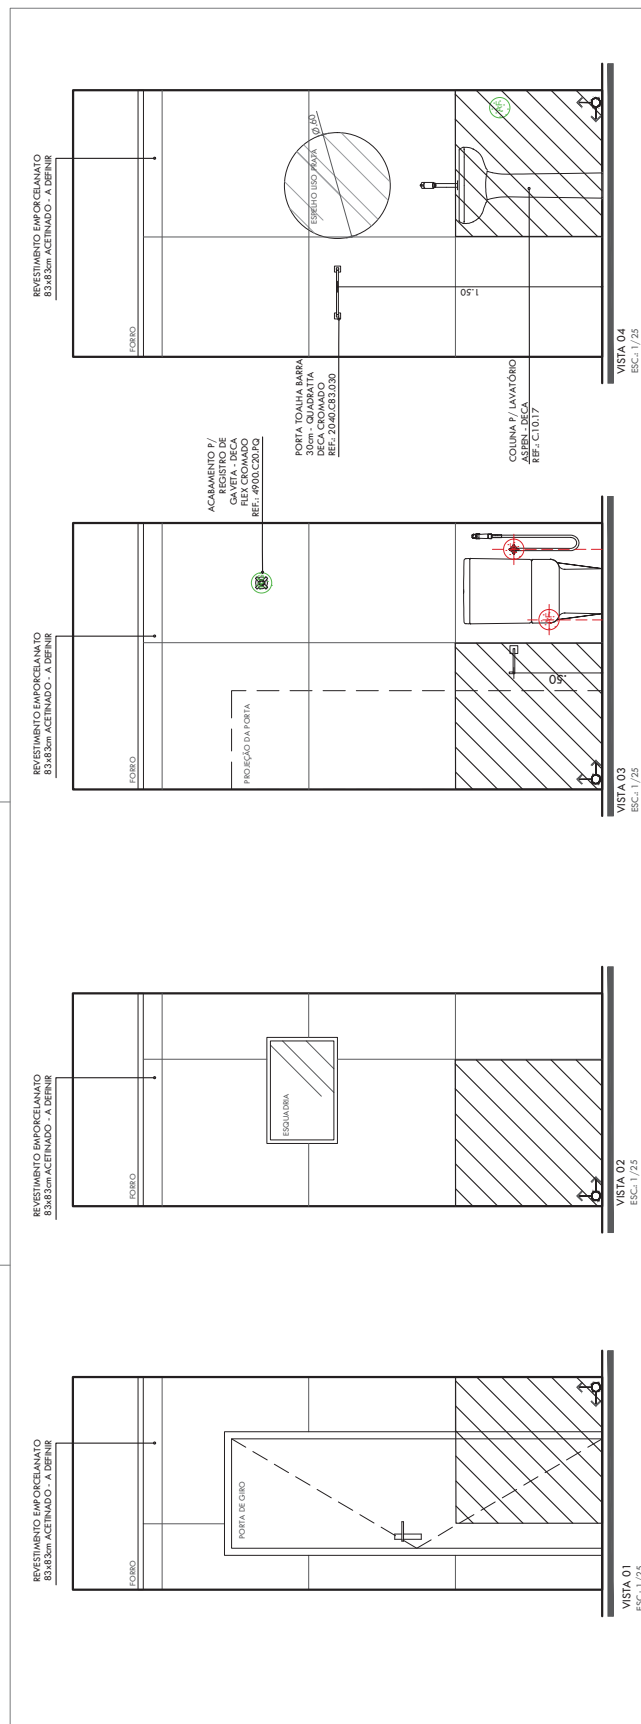 REVESTIMENTO EMPORCELANATO
83x83cm ACETINADO - A DEFINIR
FORRO
PORTA DE GIRO
VISTA 01
ESC.: 1/25
REVESTIMENTO EMPORCELANATO
83x83cm ACETINADO - A DEFINIR
FORRO
ESQUADRIA
VISTA 02
ESC.: 1/25
REVESTIMENTO EMPORCELANATO
83x83cm ACETINADO - A DEFINIR
FORRO
PROJEÇÃO DA PORTA
ACABAMENTO P/
REGISTRO DE
GAVETA - DECA
FLEX CROMADO
REF.: 4900.C20.PQ
.50
VISTA 03
ESC.: 1/25
REVESTIMENTO EMPORCELANATO
83x83cm ACETINADO - A DEFINIR
FORRO
ESPELHO LISO PRATA
Ø.60
PORTA TOALHA BARRA
30cm - QUADRATTA
DECA CROMADO
REF.: 2040.C83.030
1.50
COLUNA P/ LAVATÓRIO
ASPEN - DECA
REF.: C.10.17
VISTA 04
ESC.: 1/25